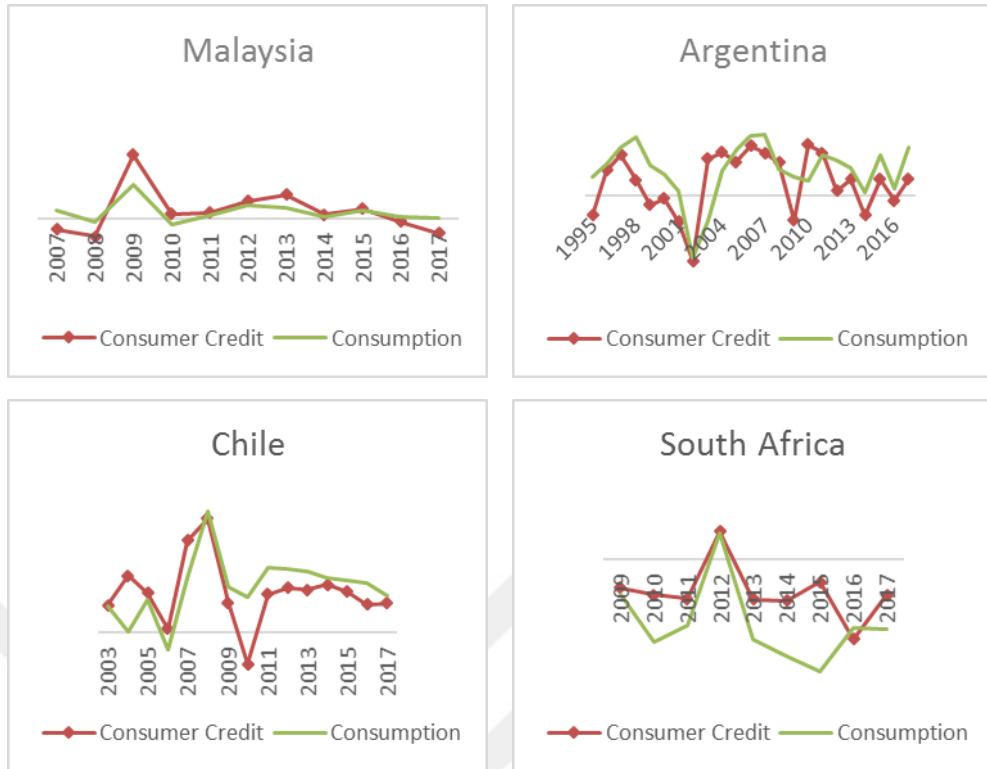 Malaysia
2007 2008 2009 2010 2011 2012 2013 2014 2015 2016 2017
Consumer Credit Consumption
Argentina
1995 1998 2001 2004 2007 2010 2013 2016
Consumer Credit Consumption
Chile
2003 2005 2007 2009 2011 2013 2015 2017
Consumer Credit Consumption
South Africa
2009 2010 2011 2012 2013 2014 2015 2016 2017
Consumer Credit Consumption